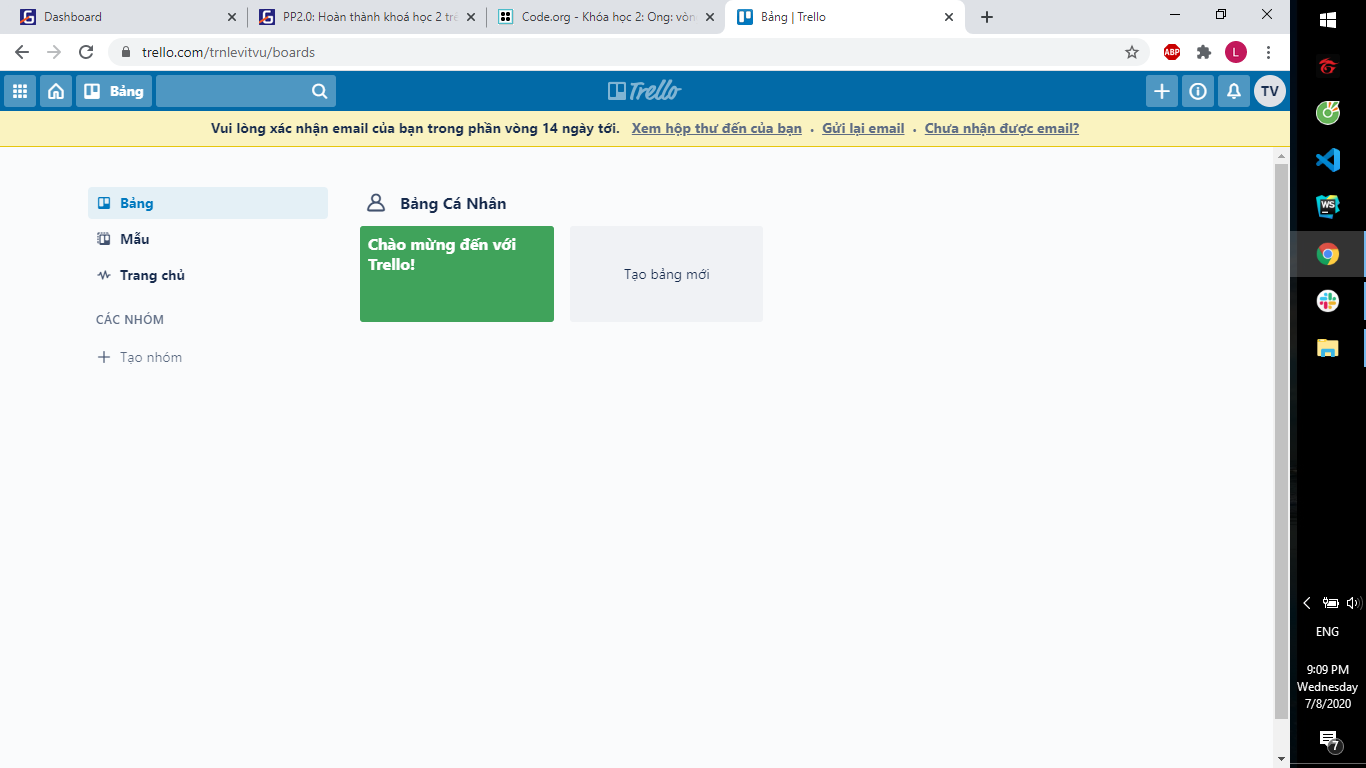 Dashboard
PP2.0: Hoàn thành khoá học 2 trê
Code.org - Khóa học 2: Ong: vòn
Bảng | Trello
trello.com/trnlevitvu/boards
ABP
L
Bảng
Trello
TV
Vui lòng xác nhận email của bạn trong phần vòng 14 ngày tới. Xem hộp thư đến của bạn · Gửi lại email · Chưa nhận được email?
Bảng
Mẫu
Trang chủ
CÁC NHÓM
Tạo nhóm
Bảng Cá Nhân
Chào mừng đến với
Trello!
Tạo bảng mới
WS
ENG
9:09 PM
Wednesday
7/8/2020
7